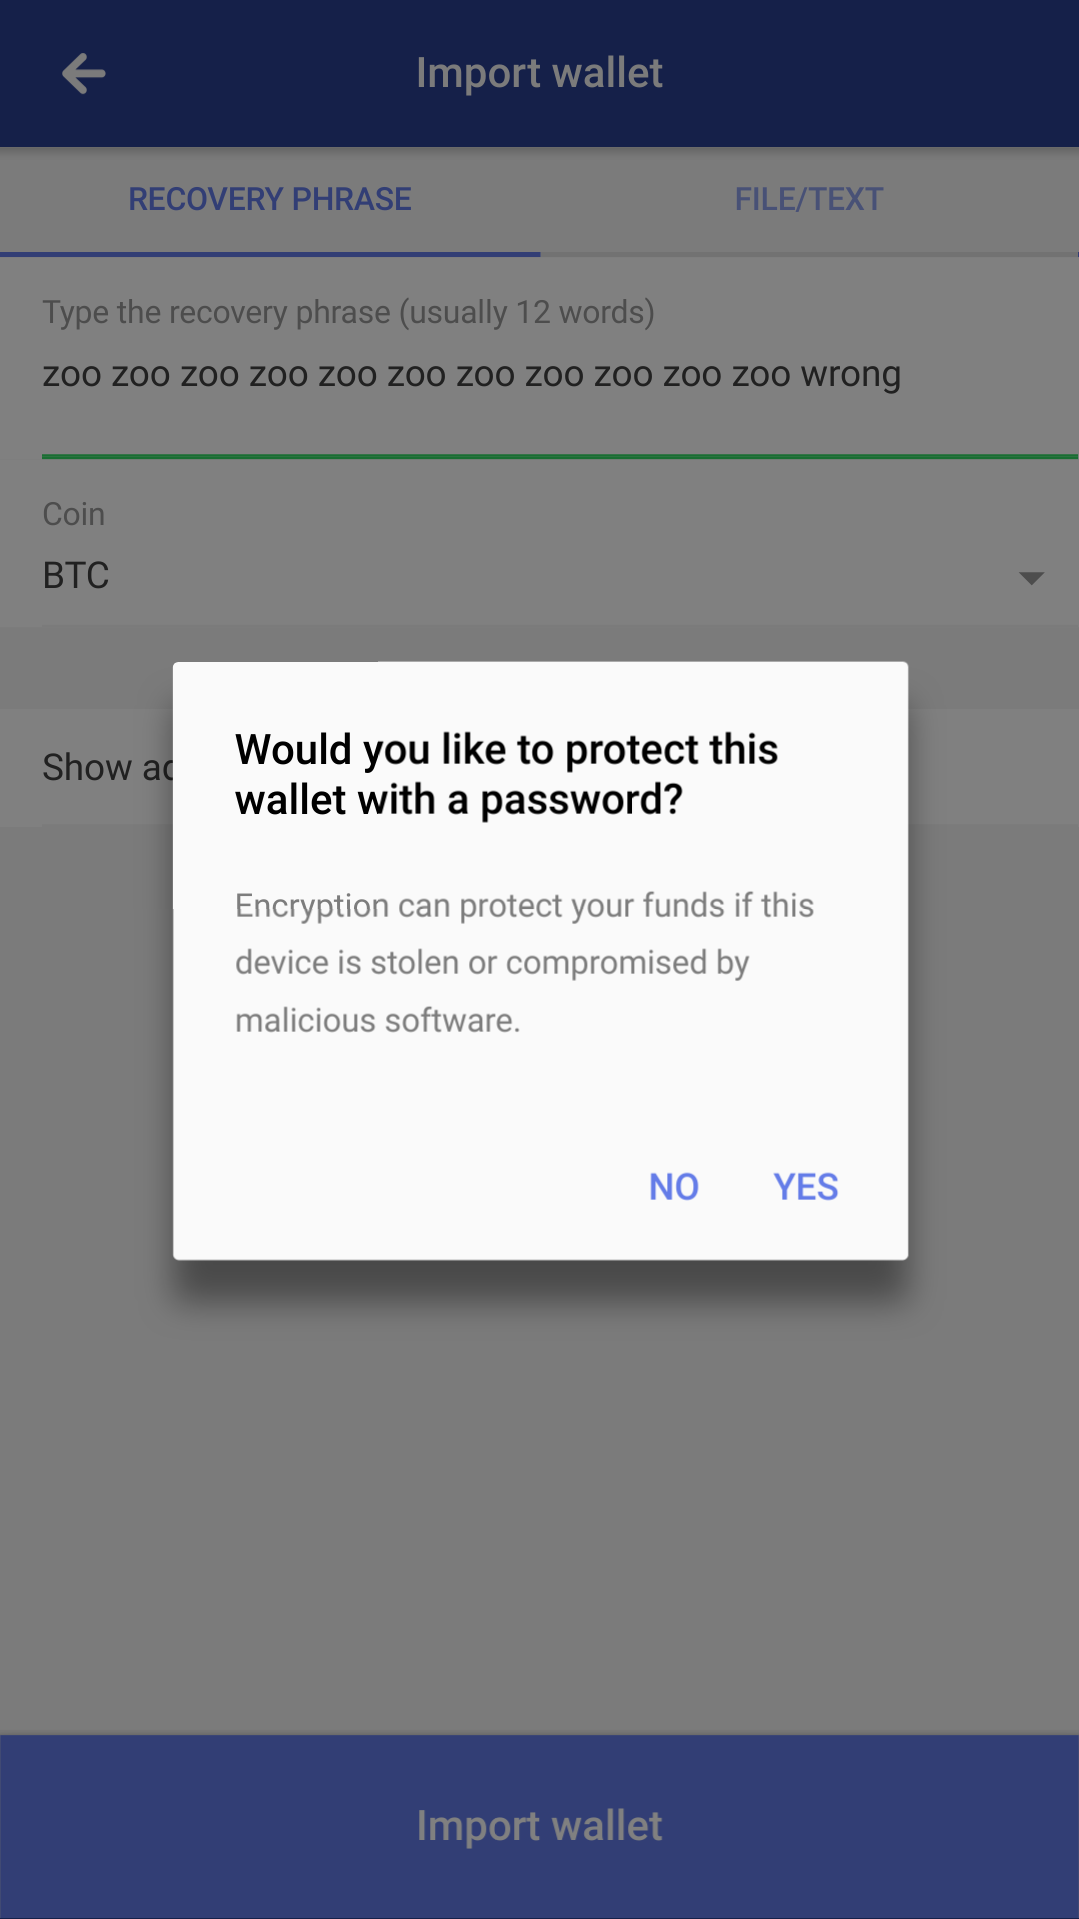 Import wallet
RECOVERY PHRASE FILE/TEXT
Type the recovery phrase (usually 12 words)
zoo zoo zoo zoo zoo zoo zoo zoo zoo zoo zoo wrong
Coin
BTC
Show
Would you like to protect this
wallet with a password?
Encryption can protect your funds if this
device is stolen or compromised by
malicious software.
NO YES
Import wallet